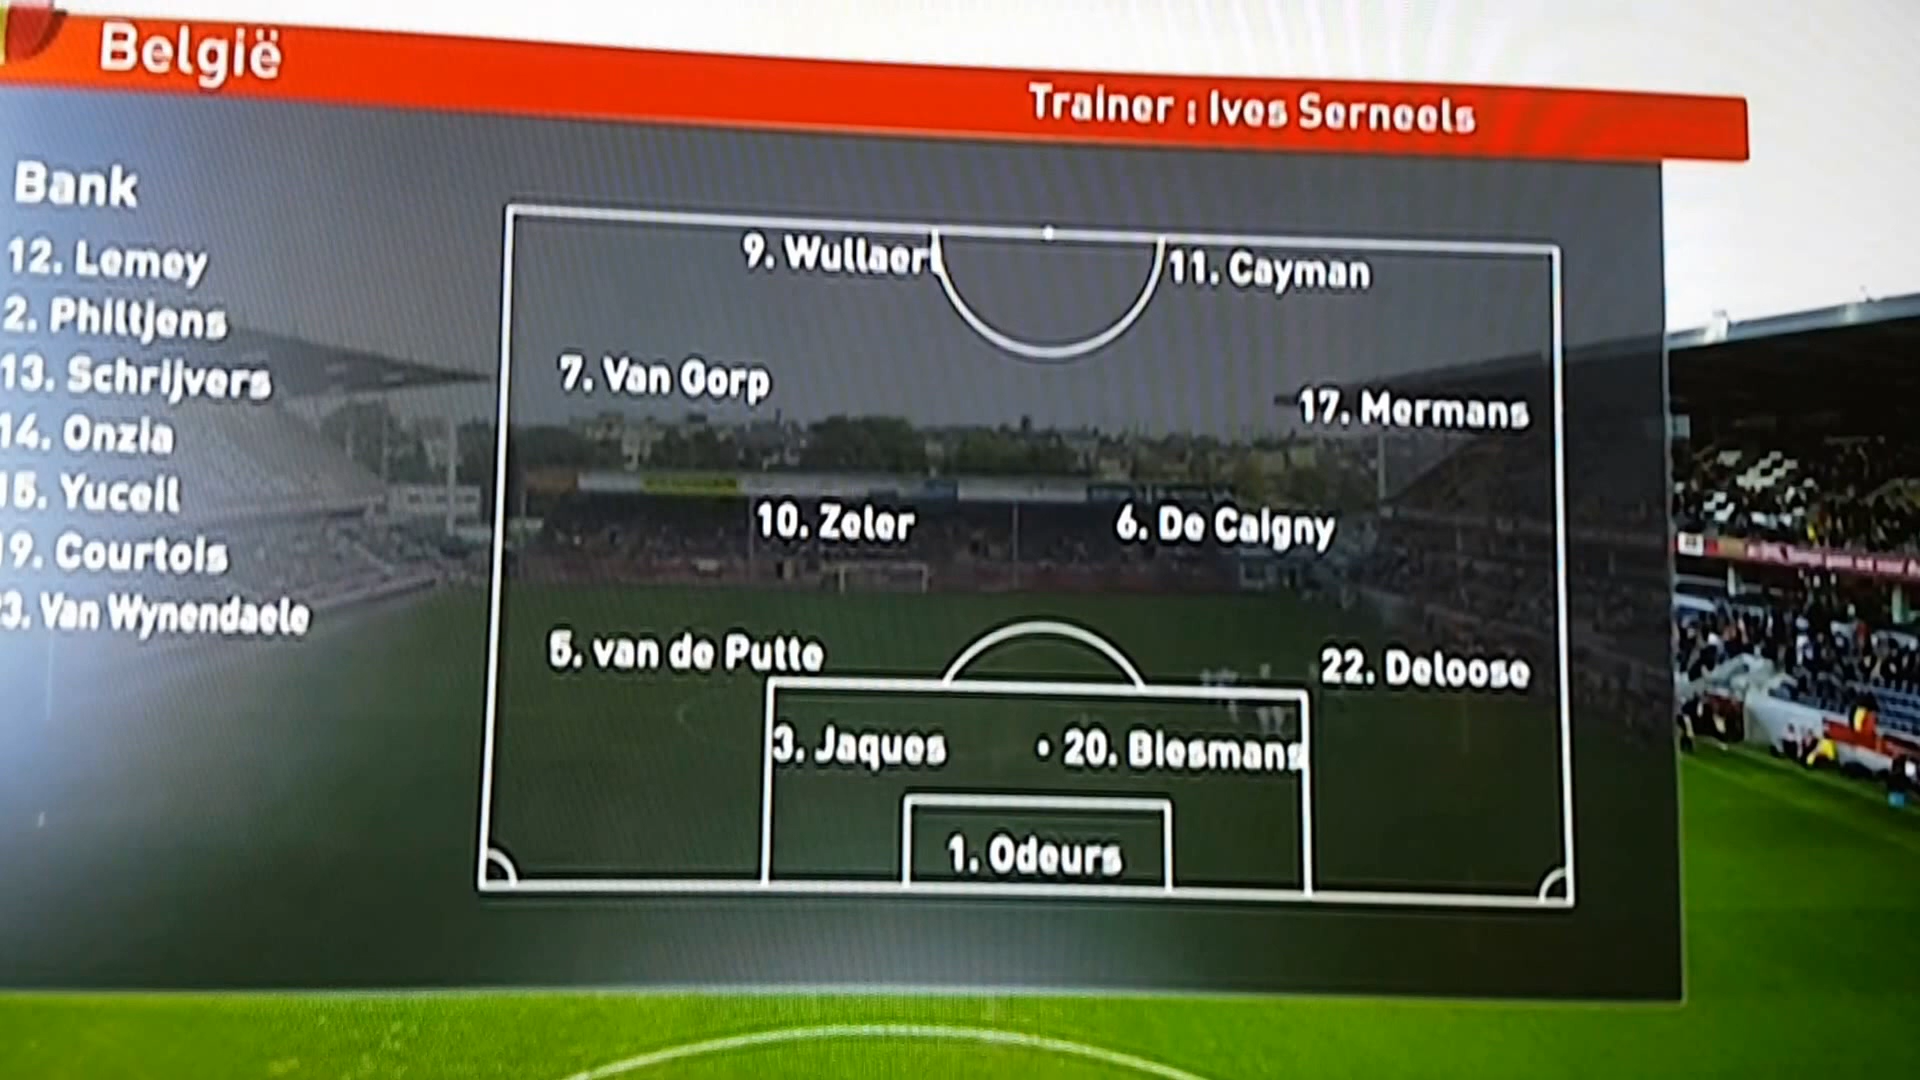 België
Trainer : Ives Serneels
Bank
12. Lemey
2. Philtjens
13. Schrijvers
14. Onzia
15. Yuceil
19. Courtois
3. Van Wynendaele
9. Wullaert
11. Cayman
7. Van Gorp
17. Mermans
10. Zeler
6. De Caigny
5. van de Putte
22. Deloose
3. Jaques
• 20. Biesmans
1. Odeurs